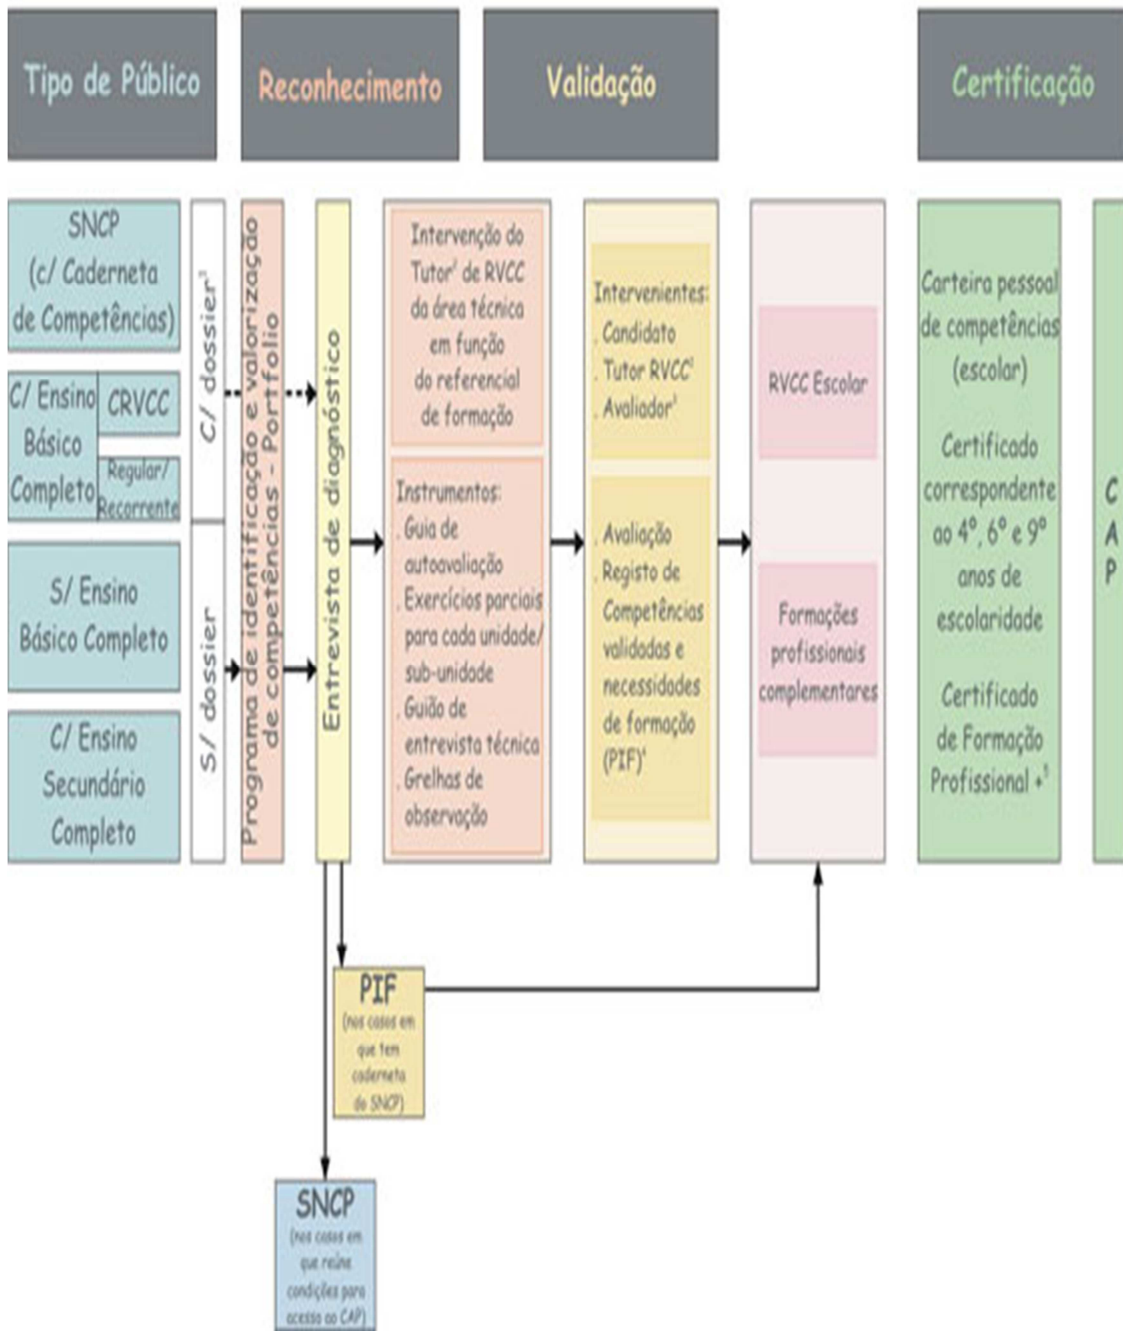 Tipo de Público
Reconhecimento
Validação
Certificação
SNCP
(c/ Caderneta
de Competências)
C/ Ensino
Básico
Completo
CRVCC
Regular/
Recorrente
S/ Ensino
Básico Completo
C/ Ensino
Secundário
Completo
C/ dossier¹
S/ dossier
Programa de identificação e valorização
de competências - Portfolio
Entrevista de diagnóstico
Intervenção do
Tutor² de RVCC
da área técnica
em função
do referencial
de formação
Instrumentos:
. Guia de
autoavaliação
. Exercícios parciais
para cada unidade/
sub-unidade
. Guião de
entrevista técnica
. Grelhas de
observação
Intervenientes:
. Candidato
. Tutor RVCC²
. Avaliador³
. Avaliação
. Registo de
Competências
validadas e
necessidades
de formação
(PIF)⁴
RVCC Escolar
Formações
profissionais
complementares
Carteira pessoal
de competências
(escolar)
Certificado
correspondente
ao 4º, 6º e 9º
anos de
escolaridade
Certificado
de Formação
Profissional +⁵
C
A
P
PIF
(nos casos em
que tem
caderneta
do SNCP)
SNCP
(nos casos em
que reúne
condições para
acesso ao CAP)